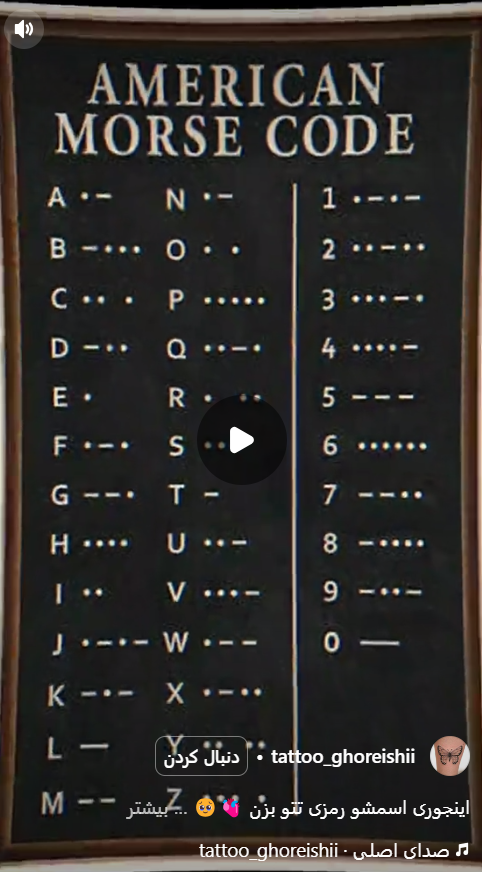 AMERICAN
MORSE CODE
A ·– N ·– 1 ·–·–
B –··· O · · 2 ··–··
C ·· · P ····· 3 ···–·
D –·· Q ··–· 4 ····–
E · R · ·· 5 – – –
F ·–· S 6 ······
G ––· T – 7 ––··
H ···· U ··– 8 –····
I ·· V ···– 9 –··–
J ·–·– W ·–– 0 —
K –·– X ·–··
L — Y ·· ··
M –– Z
tattoo_ghoreishii • دنبال کردن
اینجوری اسمشو رمزی تتو بزن 🫀 🥹 ... بیشتر
♫ صدای اصلی · tattoo_ghoreishii